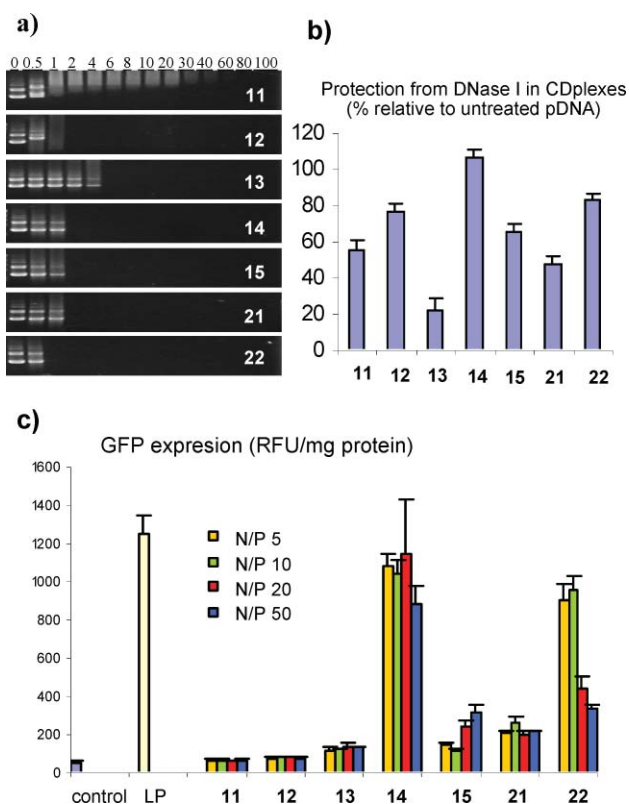 a)
0 0.5 1 2 4 6 8 10 20 30 40 60 80 100
11
12
13
14
15
21
22
b)
Protection from DNase I in CDplexes
(% relative to untreated pDNA)
120
100
80
60
40
20
0
11 12 13 14 15 21 22
c)
GFP expresion (RFU/mg protein)
1600
1400
1200
1000
800
600
400
200
0
N/P 5
N/P 10
N/P 20
N/P 50
control LP 11 12 13 14 15 21 22